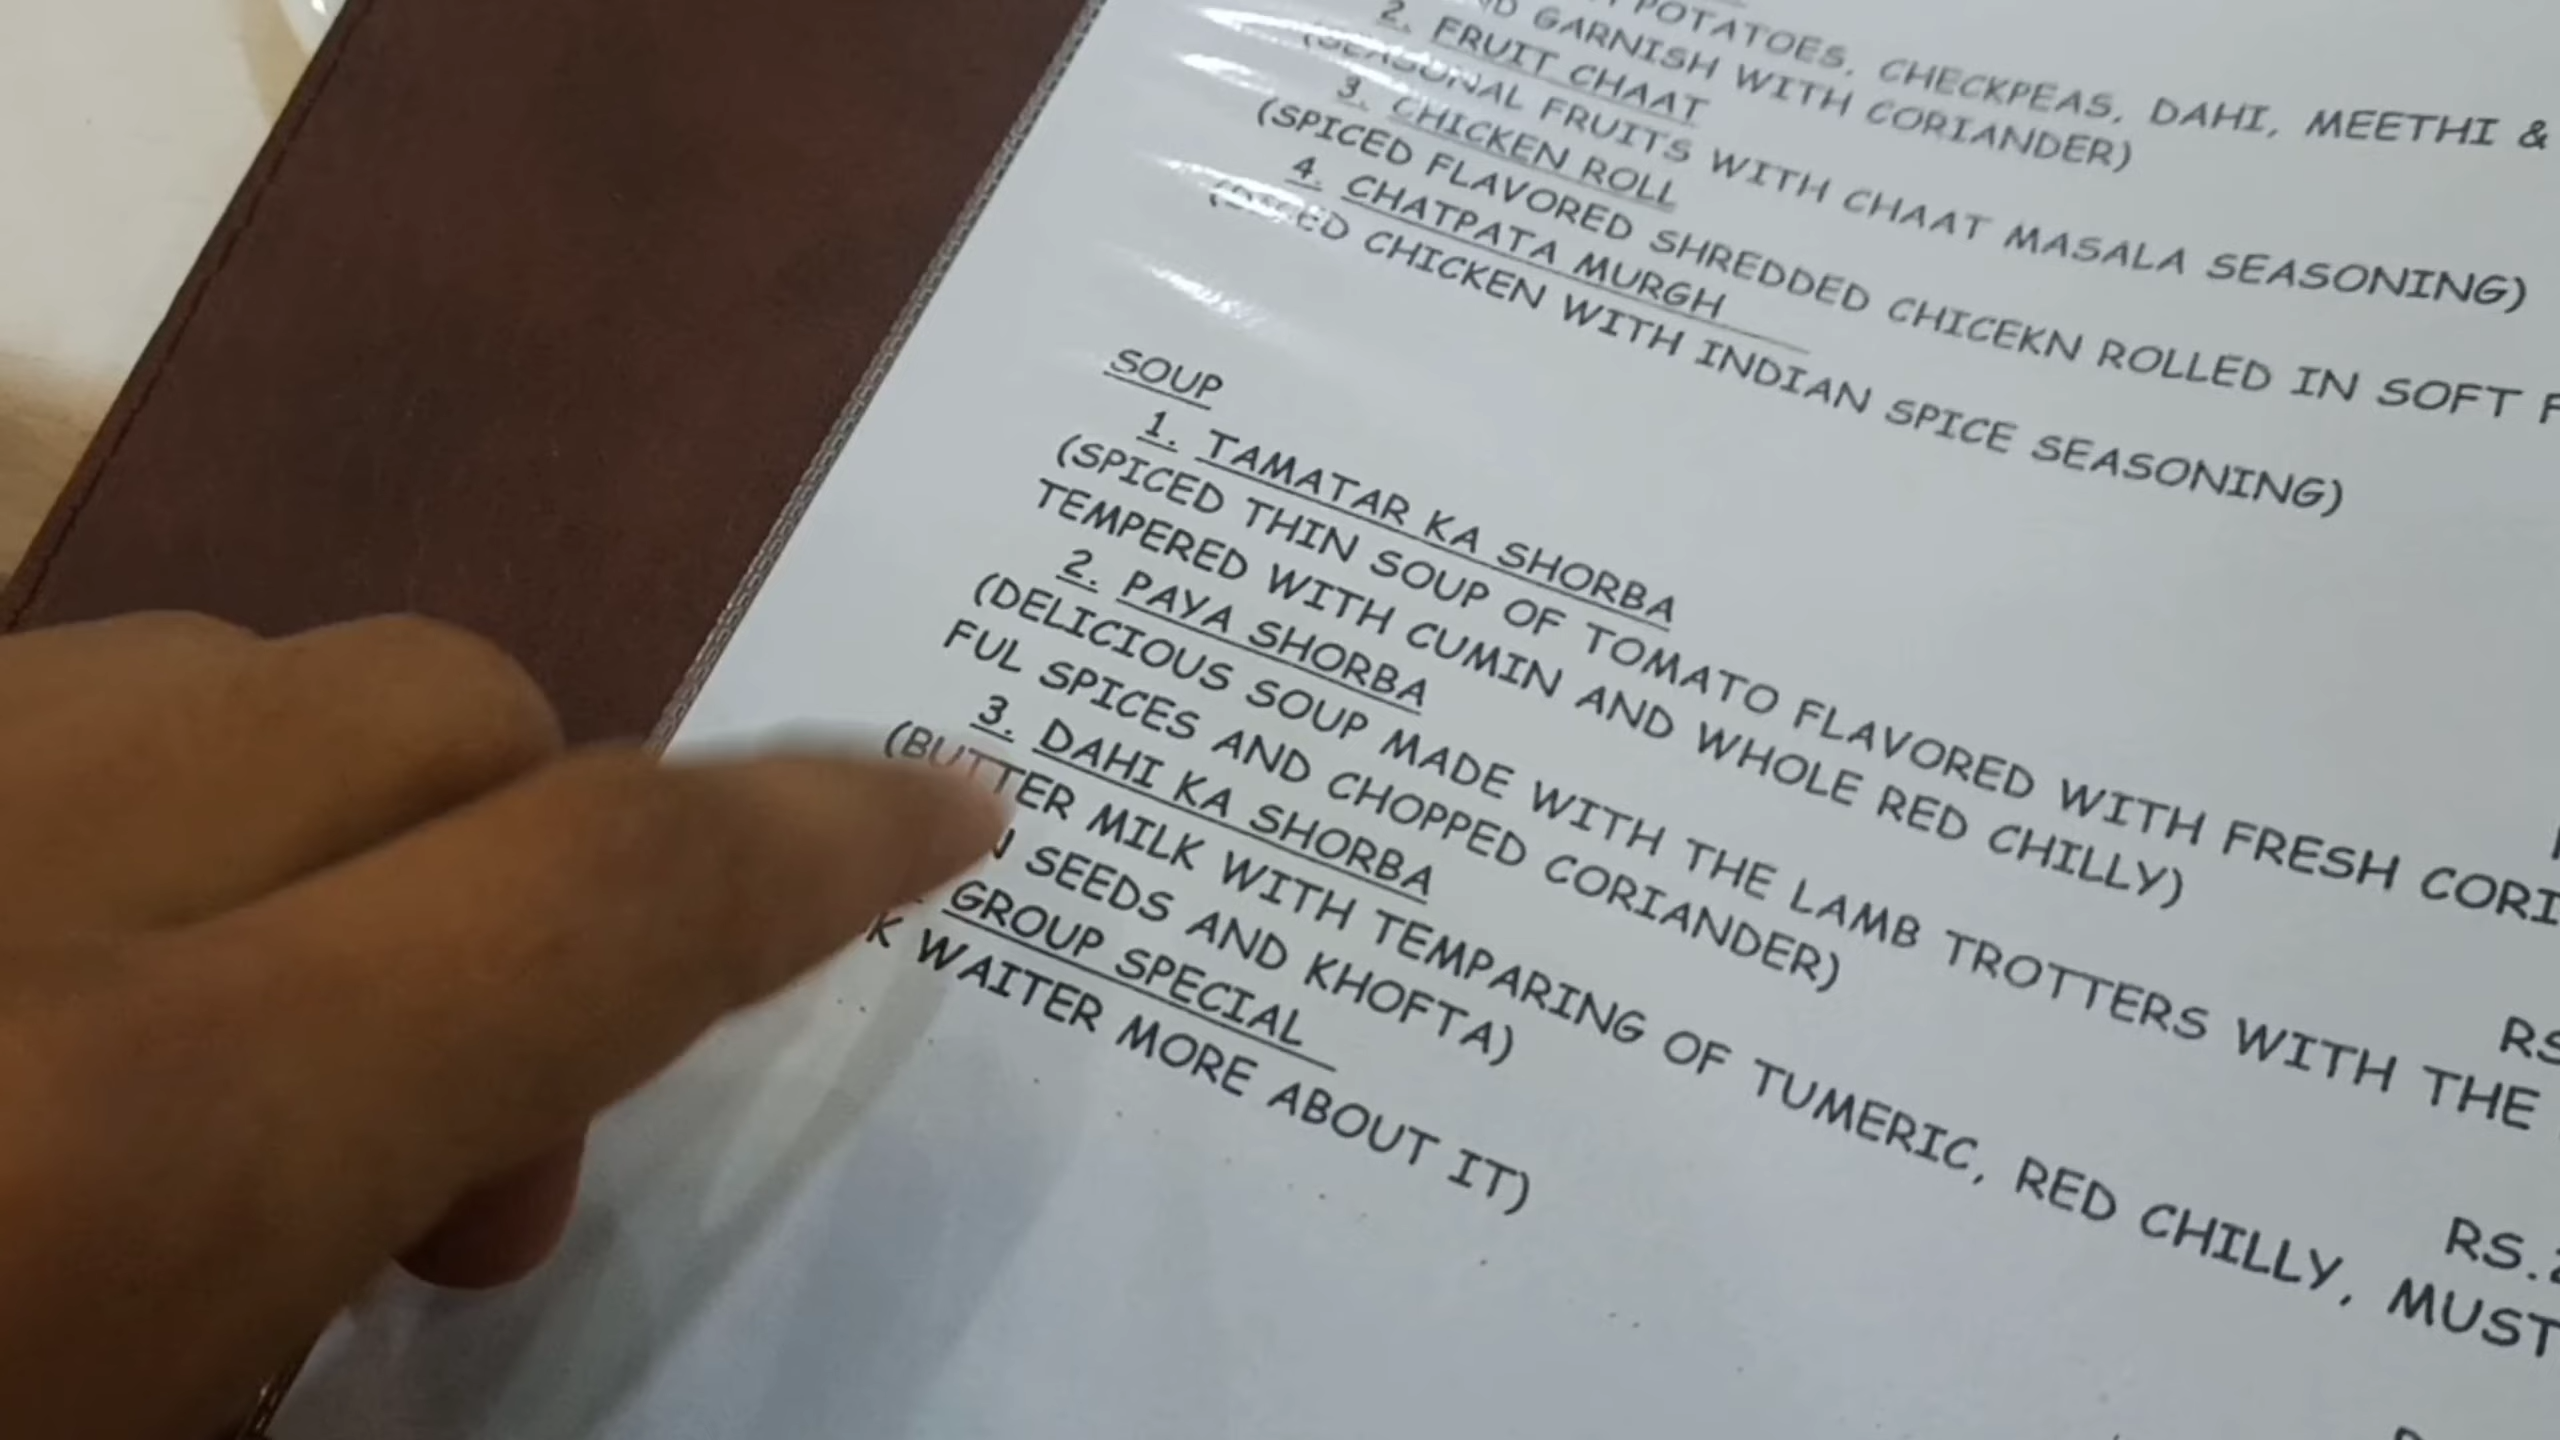 POTATOES, CHECKPEAS, DAHI, MEETHI &
GARNISH WITH CORIANDER)
2. FRUIT CHAAT
(SEASONAL FRUITS WITH CHAAT MASALA SEASONING)
3. CHICKEN ROLL
(SPICED FLAVORED SHREDDED CHICEKN ROLLED IN SOFT
4. CHATPATA MURGH
CHICKEN WITH INDIAN SPICE SEASONING)
SOUP
1. TAMATAR KA SHORBA
(SPICED THIN SOUP OF TOMATO FLAVORED WITH FRESH CORI
TEMPERED WITH CUMIN AND WHOLE RED CHILLY)
2. PAYA SHORBA
(DELICIOUS SOUP MADE WITH THE LAMB TROTTERS WITH THE
FUL SPICES AND CHOPPED CORIANDER)
RS
3. DAHI KA SHORBA
(BUTTER MILK WITH TEMPARING OF TUMERIC, RED CHILLY, MUST
SEEDS AND KHOFTA)
RS.2
GROUP SPECIAL
WAITER MORE ABOUT IT)